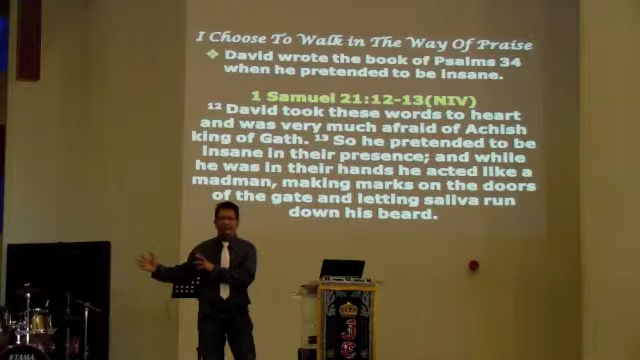 I Choose To Walk in The Way Of Praise
❖ David wrote the book of Psalms 34
when he pretended to be insane.
1 Samuel 21:12-13(NIV)
12 David took these words to heart
and was very much afraid of Achish
king of Gath. 13 So he pretended to be
insane in their presence; and while
he was in their hands he acted like a
madman, making marks on the doors
of the gate and letting saliva run
down his beard.
TAMA